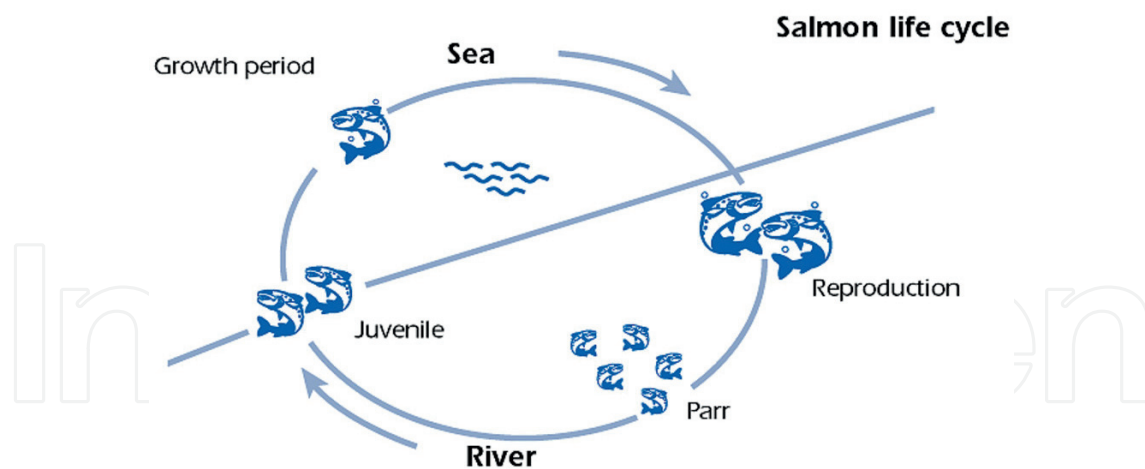 Salmon life cycle
Sea
Growth period
Reproduction
Juvenile
Parr
River